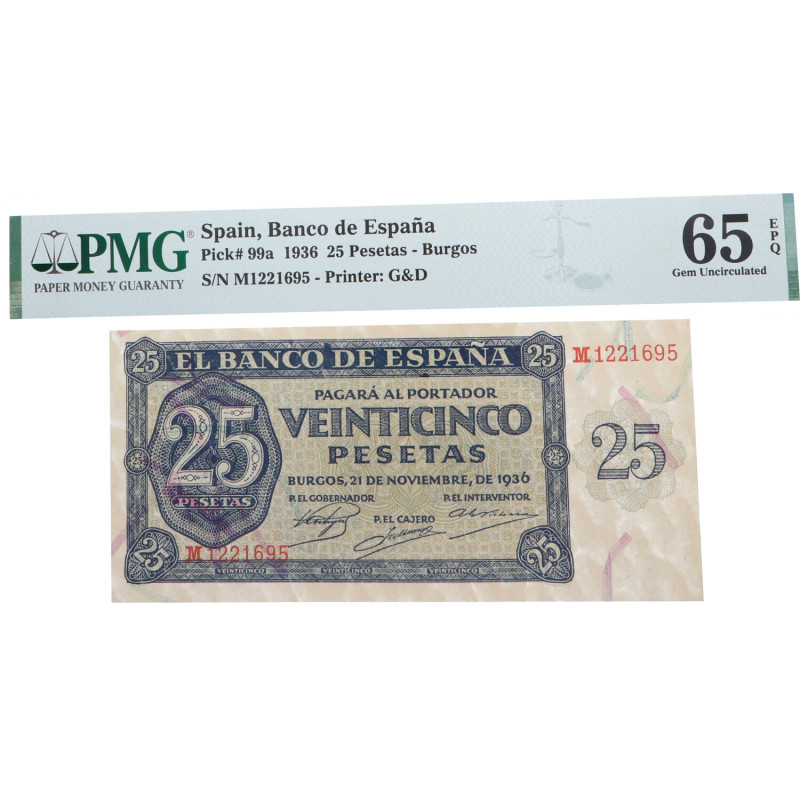 PMG®
PAPER MONEY GUARANTY
Spain, Banco de España
Pick# 99a 1936 25 Pesetas - Burgos
S/N M1221695 - Printer: G&D
65 EPQ
Gem Uncirculated
25 EL BANCO DE ESPAÑA 25
M1221695
PAGARÁ AL PORTADOR
VEINTICINCO
PESETAS
25
PESETAS
25
BURGOS, 21 DE NOVIEMBRE, DE 1936
P. EL GOBERNADOR
P. EL INTERVENTOR
P. EL CAJERO
M1221695
25
25
VEINTICINCO VEINTICINCO VEINTICINCO